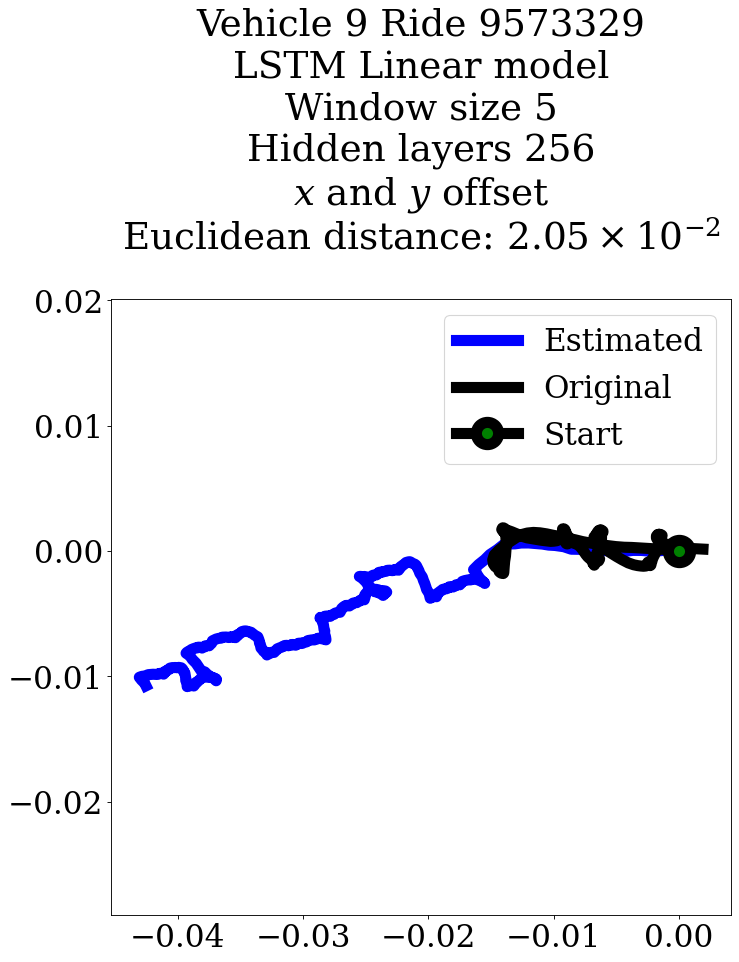 Vehicle 9 Ride 9573329
LSTM Linear model
Window size 5
Hidden layers 256
x and y offset
Euclidean distance: 2.05 × 10⁻²
0.02
Estimated
Original
Start
0.01
0.00
−0.01
−0.02
−0.04 −0.03 −0.02 −0.01 0.00